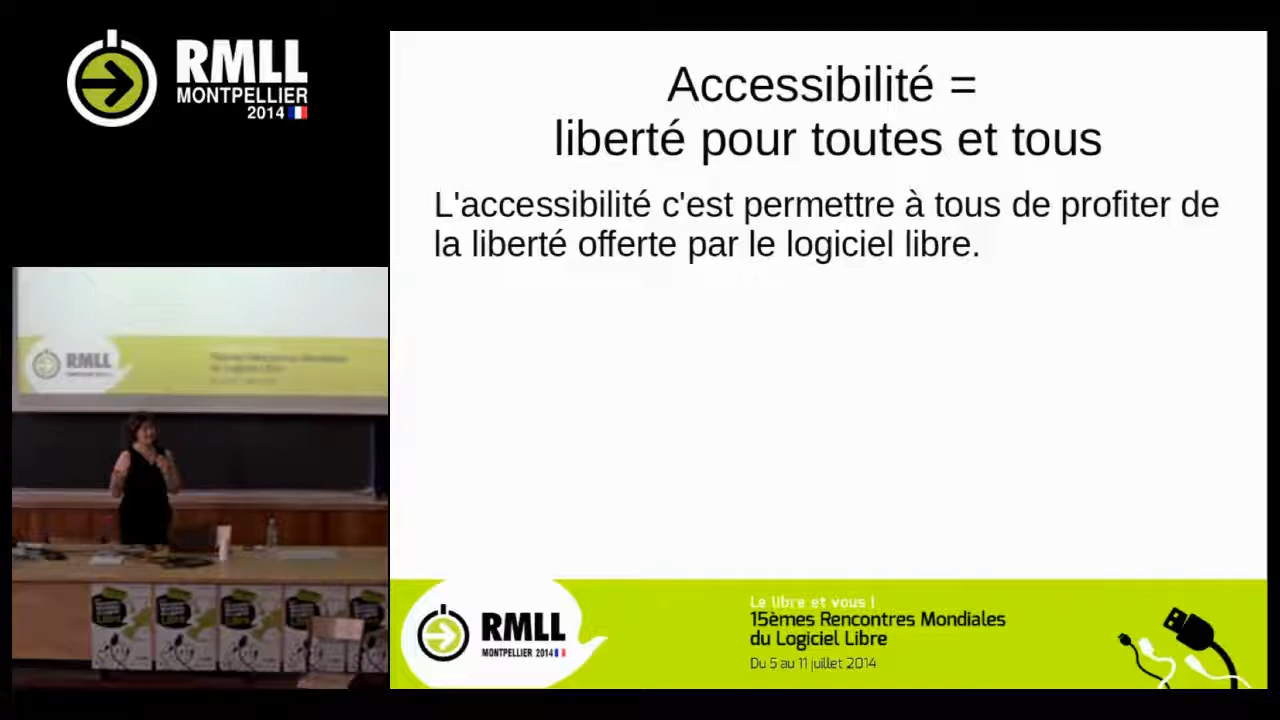 RMLL
MONTPELLIER
2014
Accessibilité =
liberté pour toutes et tous
L'accessibilité c'est permettre à tous de profiter de
la liberté offerte par le logiciel libre.
RMLL
RMLL
MONTPELLIER 2014
Le libre et vous !
15èmes Rencontres Mondiales
du Logiciel Libre
Du 5 au 11 juillet 2014